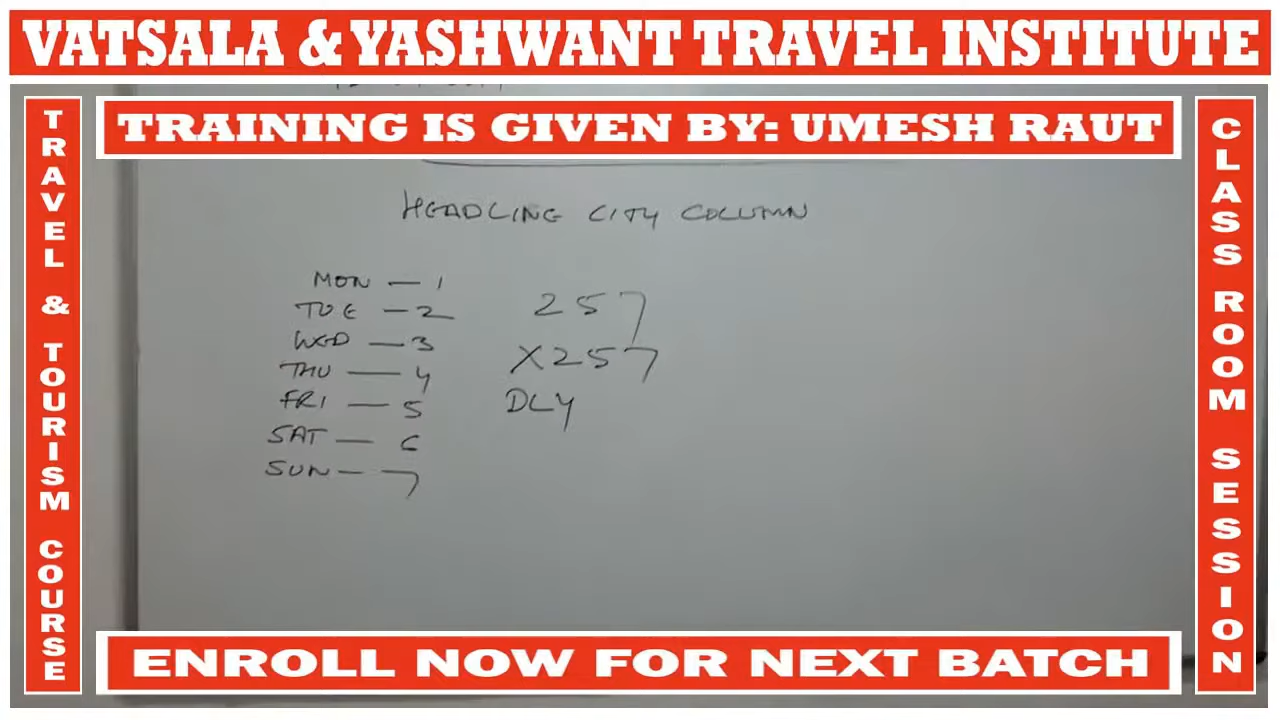 VATSALA & YASHWANT TRAVEL INSTITUTE
TRAINING IS GIVEN BY: UMESH RAUT
TRAVEL & TOURISM COURSE
CLASS ROOM SESSION
HEADLING CITY COLUMN
MON — 1
TUE — 2
WED — 3
THU — 4
FRI — 5
SAT — 6
SUN — 7
257
X257
DLY
ENROLL NOW FOR NEXT BATCH